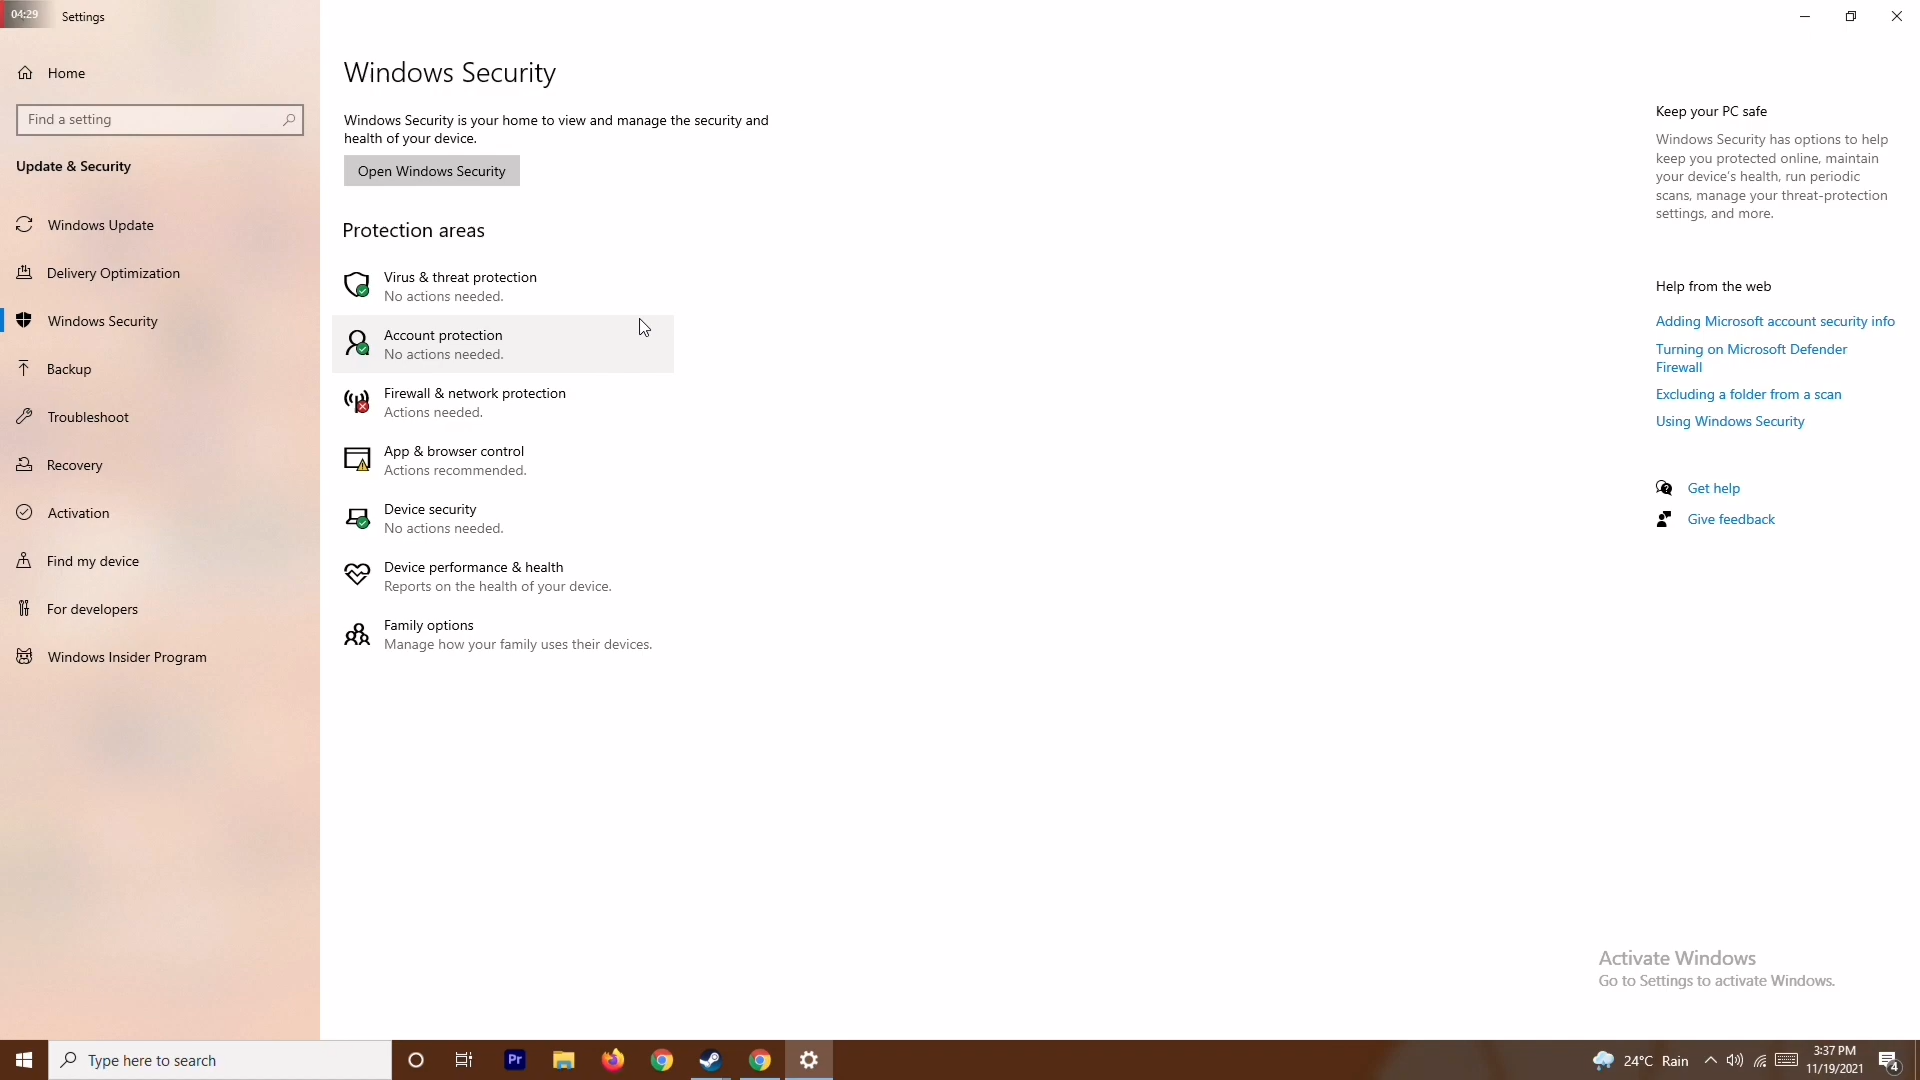 04:29
Settings
Home
Find a setting
Update & Security
Windows Update
Delivery Optimization
Windows Security
Backup
Troubleshoot
Recovery
Activation
Find my device
For developers
Windows Insider Program
Windows Security
Windows Security is your home to view and manage the security and
health of your device.
Open Windows Security
Protection areas
Virus & threat protection
No actions needed.
Account protection
No actions needed.
Firewall & network protection
Actions needed.
App & browser control
Actions recommended.
Device security
No actions needed.
Device performance & health
Reports on the health of your device.
Family options
Manage how your family uses their devices.
Keep your PC safe
Windows Security has options to help
keep you protected online, maintain
your device's health, run periodic
scans, manage your threat-protection
settings, and more.
Help from the web
Adding Microsoft account security info
Turning on Microsoft Defender
Firewall
Excluding a folder from a scan
Using Windows Security
Get help
Give feedback
Activate Windows
Go to Settings to activate Windows.
Type here to search
Pr
24°C Rain
3:37 PM
11/19/2021
4